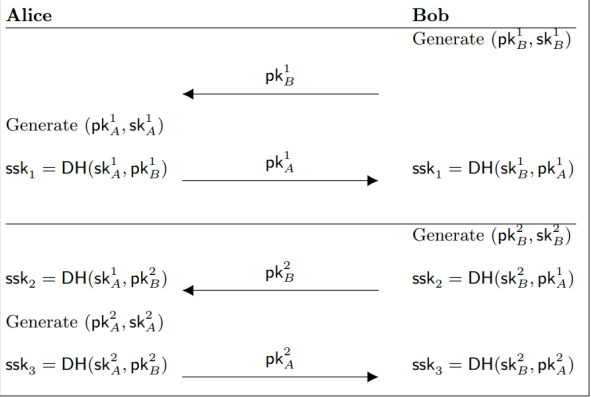 Alice Bob
Generate (pk_B^1, sk_B^1)
pk_B^1
Generate (pk_A^1, sk_A^1)
ssk_1 = DH(sk_A^1, pk_B^1) pk_A^1 ssk_1 = DH(sk_B^1, pk_A^1)
Generate (pk_B^2, sk_B^2)
ssk_2 = DH(sk_A^1, pk_B^2) pk_B^2 ssk_2 = DH(sk_B^2, pk_A^1)
Generate (pk_A^2, sk_A^2)
ssk_3 = DH(sk_A^2, pk_B^2) pk_A^2 ssk_3 = DH(sk_B^2, pk_A^2)